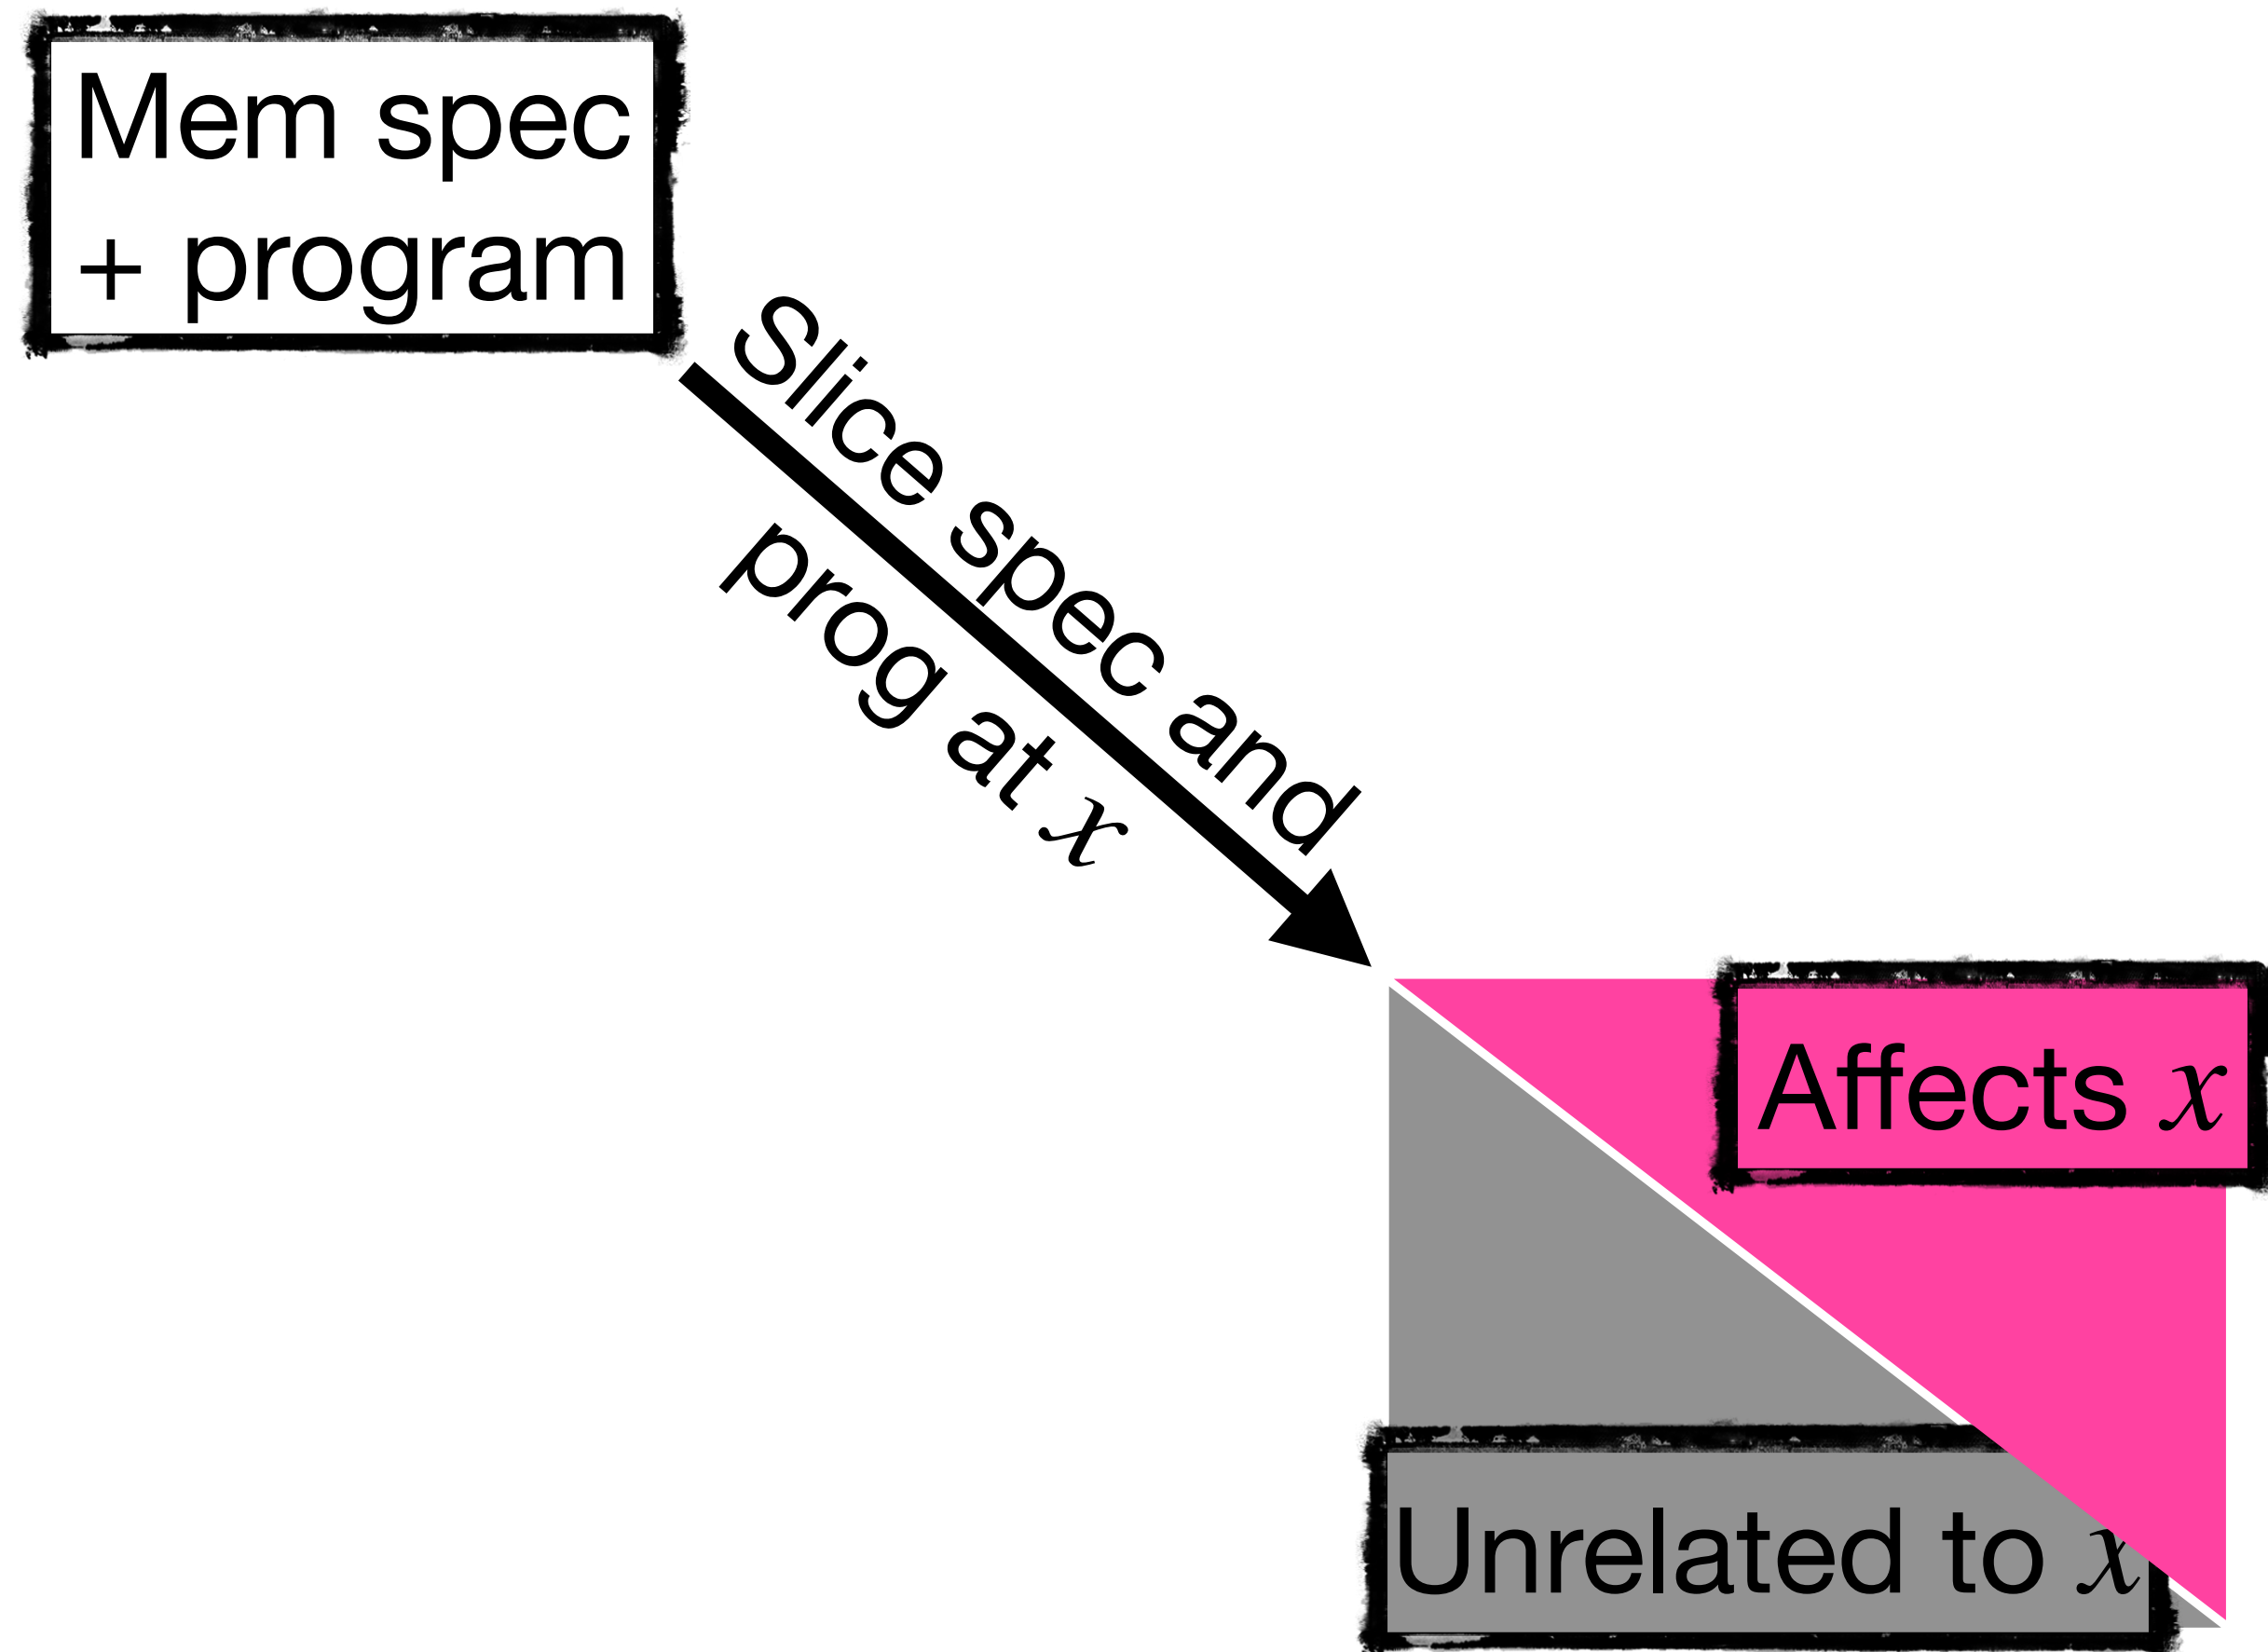 Mem spec
+ program
Slice spec and
prog at x
Affects x
Unrelated to x